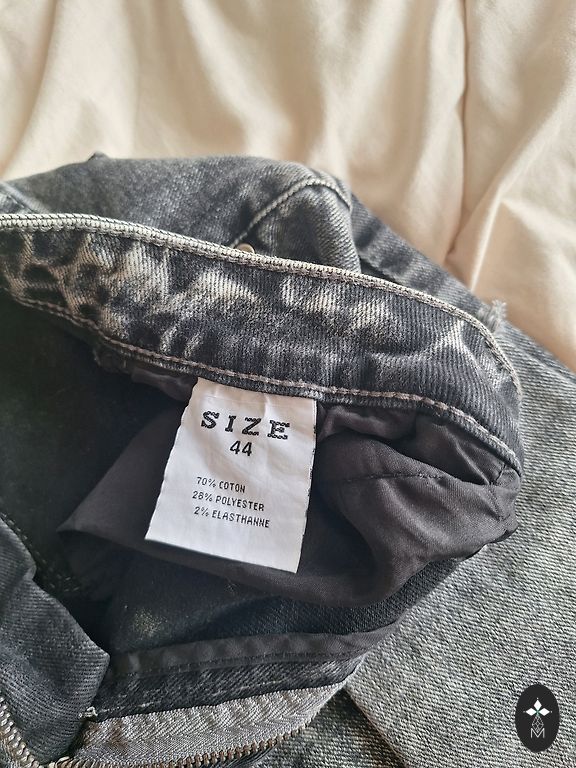 SIZE
44
70% COTON
28% POLYESTER
2% ELASTHANNE
M